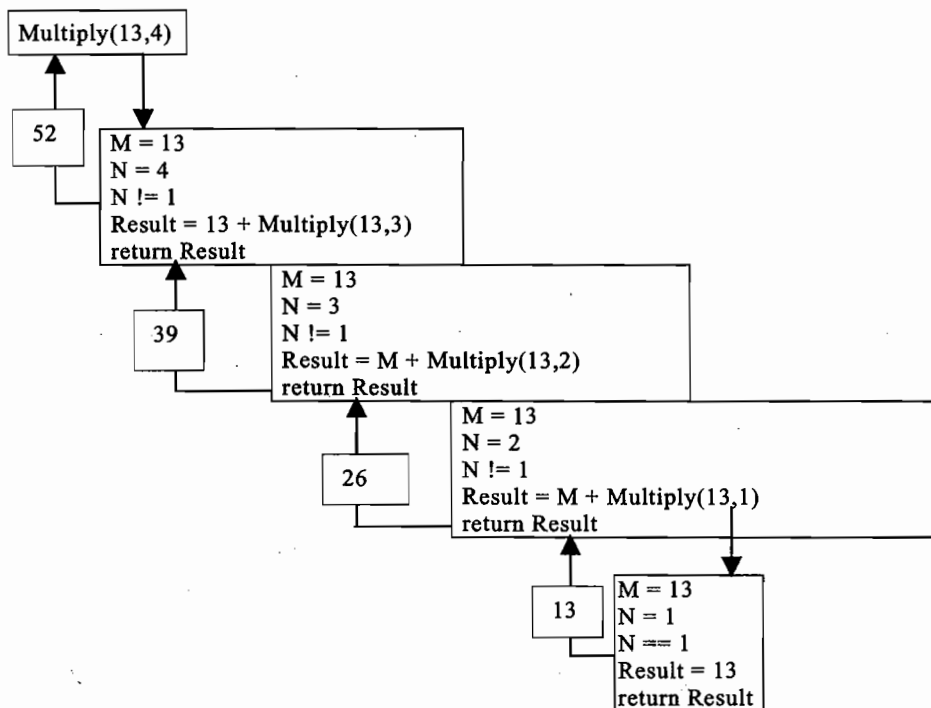 Multiply(13,4)
52
M = 13
N = 4
N != 1
Result = 13 + Multiply(13,3)
return Result
39
M = 13
N = 3
N != 1
Result = M + Multiply(13,2)
return Result
26
M = 13
N = 2
N != 1
Result = M + Multiply(13,1)
return Result
13
M = 13
N = 1
N == 1
Result = 13
return Result